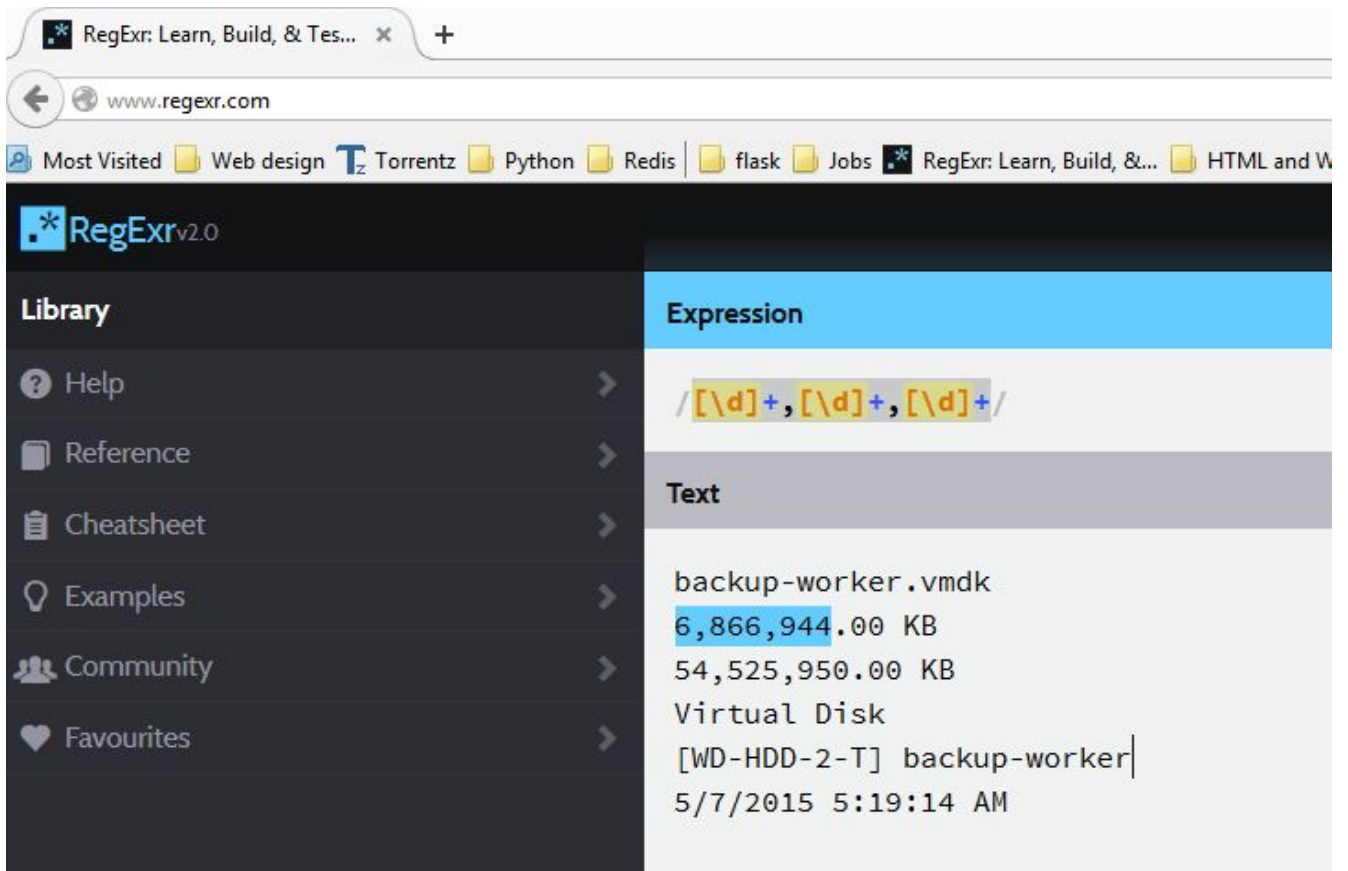 RegExr: Learn, Build, & Tes...
www.regexr.com
Most Visited Web design Torrentz Python Redis flask Jobs RegExr: Learn, Build, &... HTML and W
.* RegExr v2.0
Library
Help
Reference
Cheatsheet
Examples
Community
Favourites
Expression
/[\d]+,[\d]+,[\d]+/
Text
backup-worker.vmdk
6,866,944.00 KB
54,525,950.00 KB
Virtual Disk
[WD-HDD-2-T] backup-worker
5/7/2015 5:19:14 AM